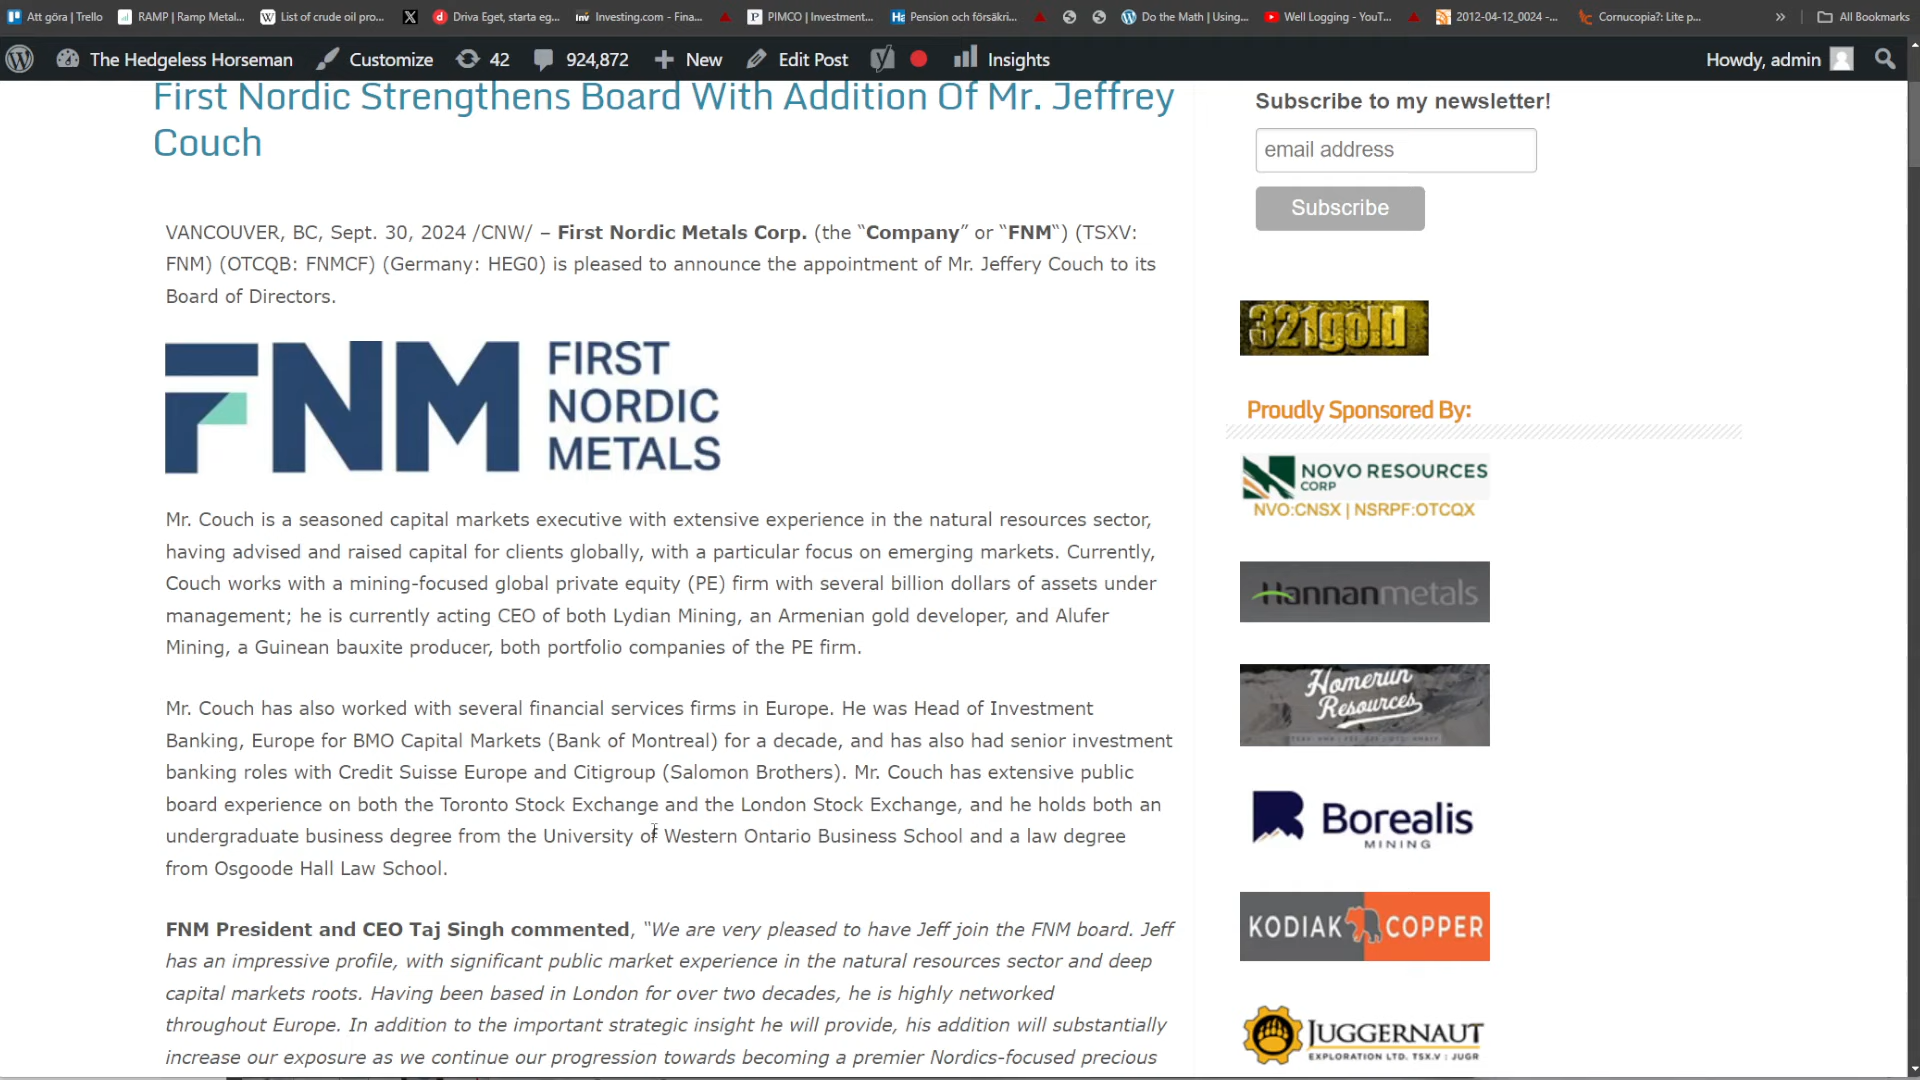 Att göra | Trello
RAMP | Ramp Metal...
List of crude oil pro...
Driva Eget, starta eg...
Investing.com - Fina...
PIMCO | Investment...
Pension och försäkri...
Do the Math | Using...
Well Logging - YouT...
2012-04-12_0024 -...
Cornucopia?: Lite p...
»
All Bookmarks
The Hedgeless Horseman
Customize
42
924,872
New
Edit Post
Insights
Howdy, admin
First Nordic Strengthens Board With Addition Of Mr. Jeffrey
Couch
VANCOUVER, BC, Sept. 30, 2024 /CNW/ – First Nordic Metals Corp. (the “Company” or “FNM“) (TSXV:
FNM) (OTCQB: FNMCF) (Germany: HEG0) is pleased to announce the appointment of Mr. Jeffery Couch to its
Board of Directors.
FNM
FIRST
NORDIC
METALS
Mr. Couch is a seasoned capital markets executive with extensive experience in the natural resources sector,
having advised and raised capital for clients globally, with a particular focus on emerging markets. Currently,
Couch works with a mining-focused global private equity (PE) firm with several billion dollars of assets under
management; he is currently acting CEO of both Lydian Mining, an Armenian gold developer, and Alufer
Mining, a Guinean bauxite producer, both portfolio companies of the PE firm.
Mr. Couch has also worked with several financial services firms in Europe. He was Head of Investment
Banking, Europe for BMO Capital Markets (Bank of Montreal) for a decade, and has also had senior investment
banking roles with Credit Suisse Europe and Citigroup (Salomon Brothers). Mr. Couch has extensive public
board experience on both the Toronto Stock Exchange and the London Stock Exchange, and he holds both an
undergraduate business degree from the University of Western Ontario Business School and a law degree
from Osgoode Hall Law School.
FNM President and CEO Taj Singh commented, “We are very pleased to have Jeff join the FNM board. Jeff
has an impressive profile, with significant public market experience in the natural resources sector and deep
capital markets roots. Having been based in London for over two decades, he is highly networked
throughout Europe. In addition to the important strategic insight he will provide, his addition will substantially
increase our exposure as we continue our progression towards becoming a premier Nordics-focused precious
Subscribe to my newsletter!
email address
Subscribe
321gold
Proudly Sponsored By:
NOVO RESOURCES
CORP
NVO:CNSX | NSRPF:OTCQX
Hannanmetals
Homerun
Resources
Borealis
MINING
KODIAK COPPER
JUGGERNAUT
EXPLORATION LTD. TSX.V : JUGR